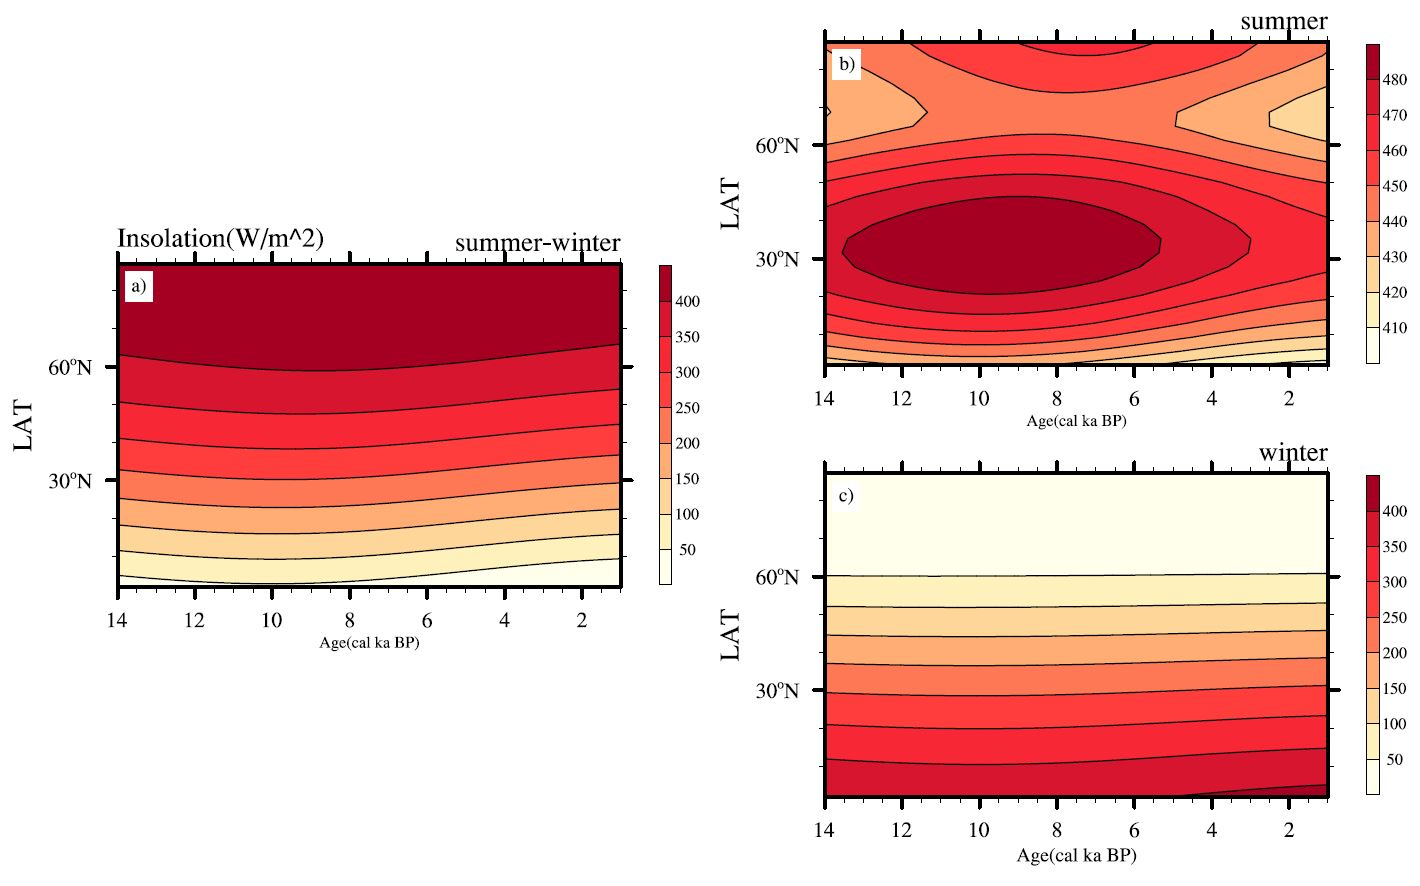 Insolation(W/m^2) summer-winter
a)
LAT
60°N
30°N
14 12 10 8 6 4 2
Age(cal ka BP)
400
350
300
250
200
150
100
50
summer
b)
LAT
60°N
30°N
14 12 10 8 6 4 2
Age(cal ka BP)
480
470
460
450
440
430
420
410
winter
c)
LAT
60°N
30°N
14 12 10 8 6 4 2
Age(cal ka BP)
400
350
300
250
200
150
100
50